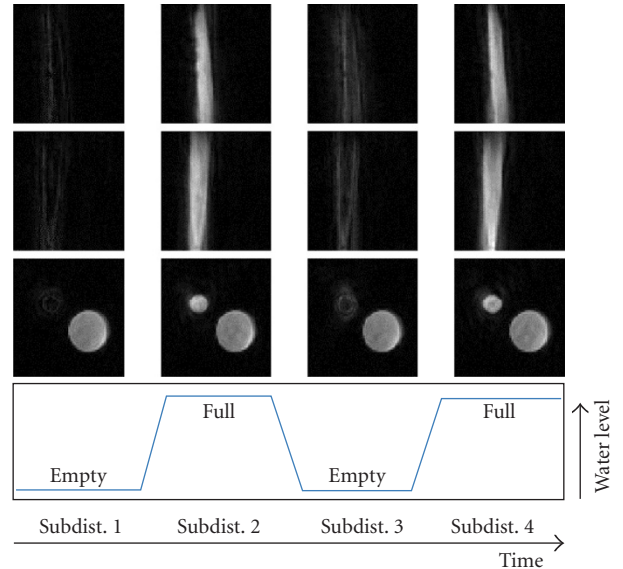 Full
Full
Empty
Empty
Water level
Subdist. 1
Subdist. 2
Subdist. 3
Subdist. 4
Time